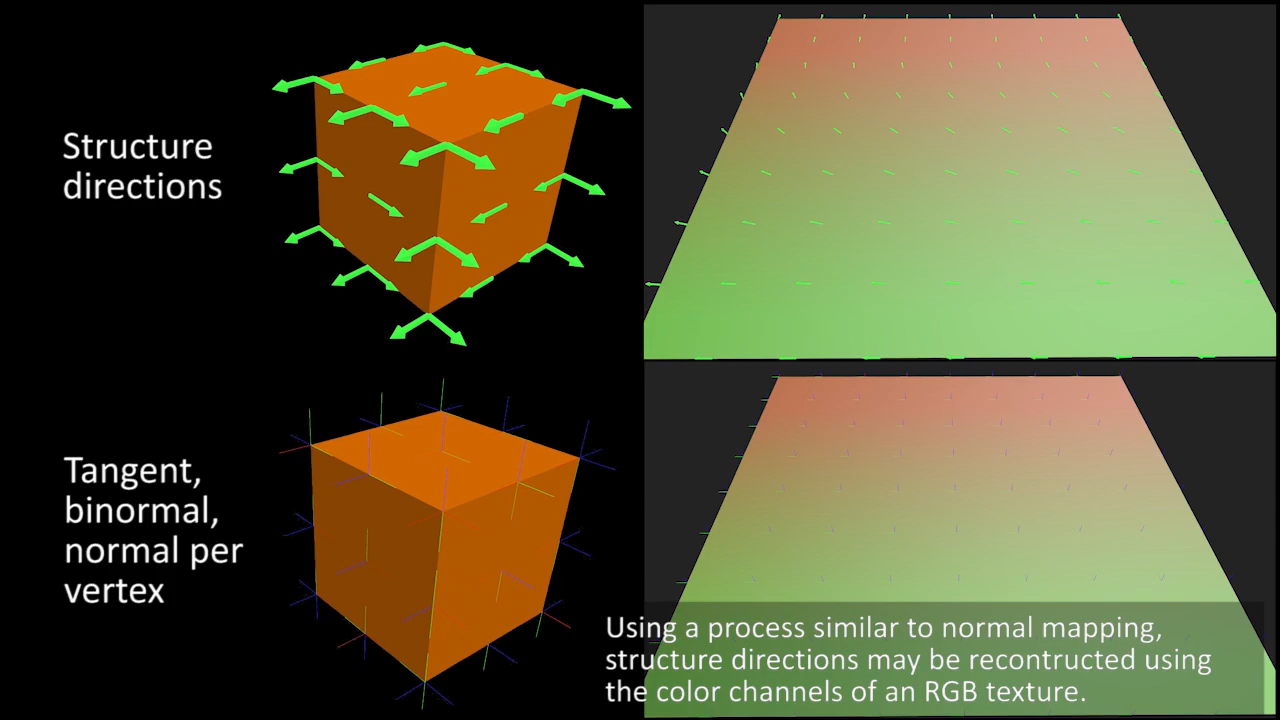 Structure
directions
Tangent,
binormal,
normal per
vertex
Using a process similar to normal mapping,
structure directions may be recontructed using
the color channels of an RGB texture.